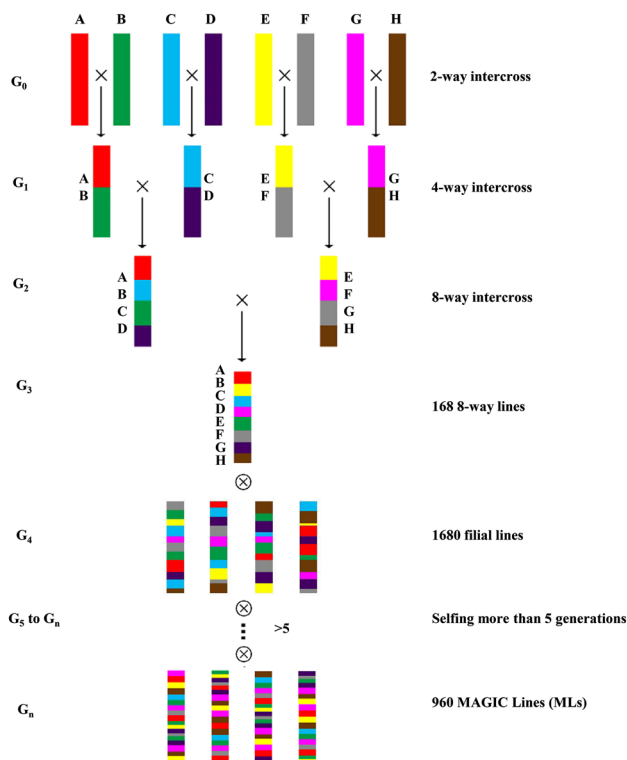 A B C D E F G H
G0 2-way intercross
G1 A B C D E F G H 4-way intercross
G2 A B C D E F G H 8-way intercross
G3 A B C D E F G H 168 8-way lines
G4 1680 filial lines
G5 to Gn >5 Selfing more than 5 generations
Gn 960 MAGIC Lines (MLs)